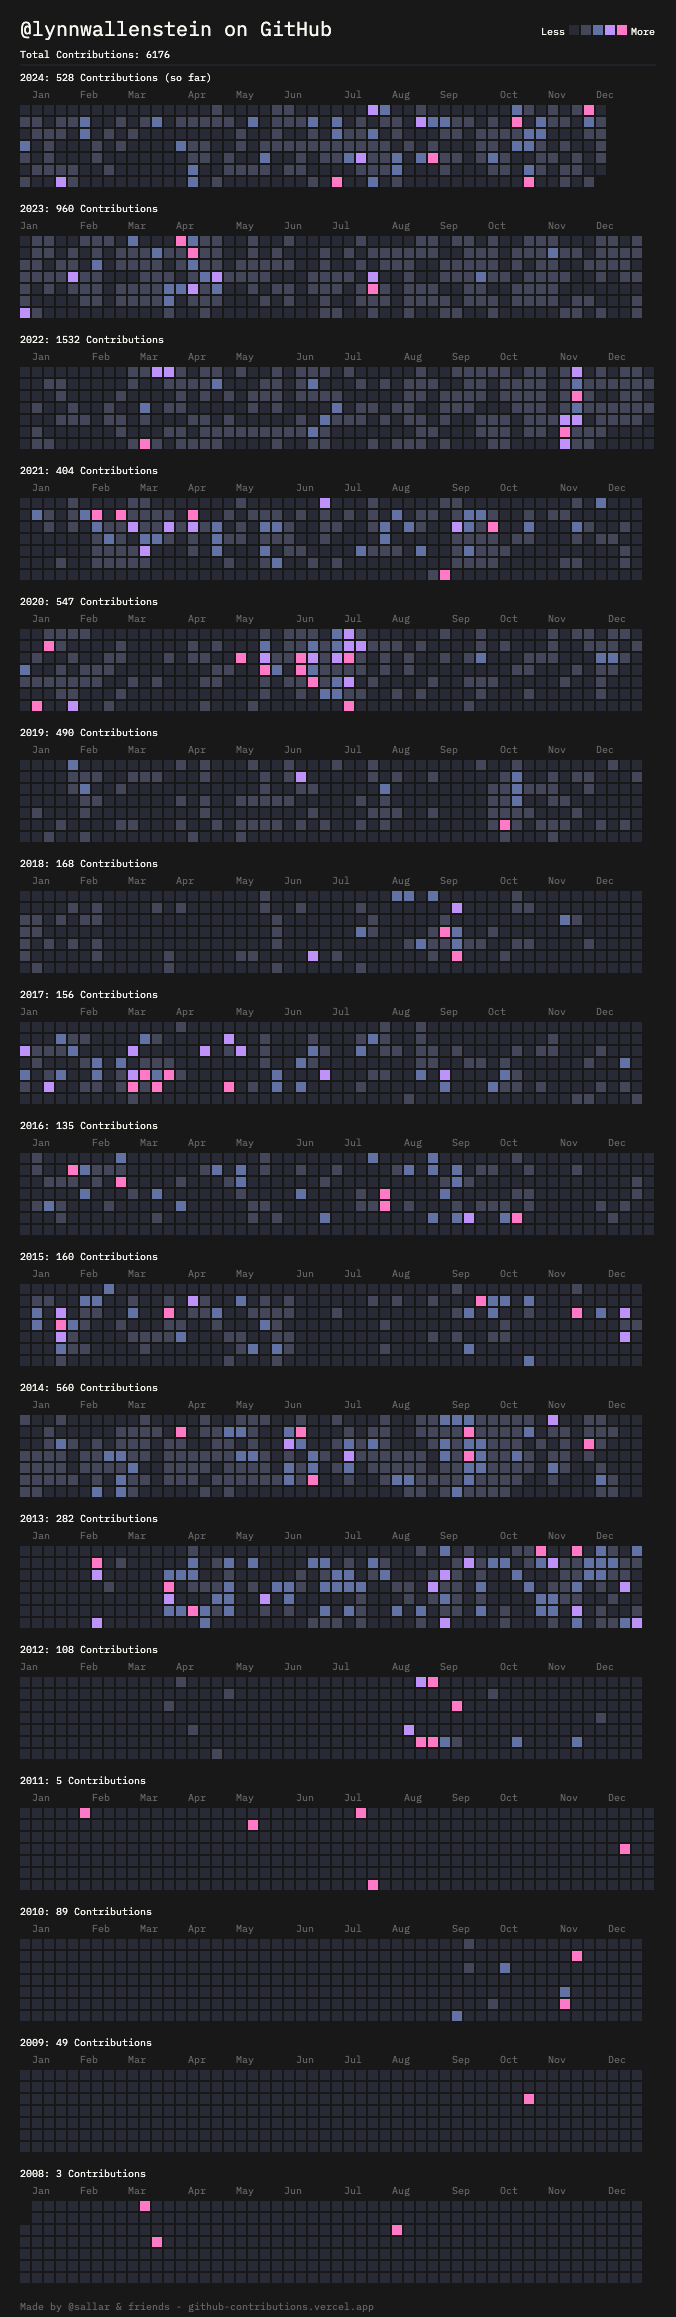 @lynnwallenstein on GitHub
Less More
Total Contributions: 6176
2024: 528 Contributions (so far)
Jan Feb Mar Apr May Jun Jul Aug Sep Oct Nov Dec
2023: 960 Contributions
Jan Feb Mar Apr May Jun Jul Aug Sep Oct Nov Dec
2022: 1532 Contributions
Jan Feb Mar Apr May Jun Jul Aug Sep Oct Nov Dec
2021: 404 Contributions
Jan Feb Mar Apr May Jun Jul Aug Sep Oct Nov Dec
2020: 547 Contributions
Jan Feb Mar Apr May Jun Jul Aug Sep Oct Nov Dec
2019: 490 Contributions
Jan Feb Mar Apr May Jun Jul Aug Sep Oct Nov Dec
2018: 168 Contributions
Jan Feb Mar Apr May Jun Jul Aug Sep Oct Nov Dec
2017: 156 Contributions
Jan Feb Mar Apr May Jun Jul Aug Sep Oct Nov Dec
2016: 135 Contributions
Jan Feb Mar Apr May Jun Jul Aug Sep Oct Nov Dec
2015: 160 Contributions
Jan Feb Mar Apr May Jun Jul Aug Sep Oct Nov Dec
2014: 560 Contributions
Jan Feb Mar Apr May Jun Jul Aug Sep Oct Nov Dec
2013: 282 Contributions
Jan Feb Mar Apr May Jun Jul Aug Sep Oct Nov Dec
2012: 108 Contributions
Jan Feb Mar Apr May Jun Jul Aug Sep Oct Nov Dec
2011: 5 Contributions
Jan Feb Mar Apr May Jun Jul Aug Sep Oct Nov Dec
2010: 89 Contributions
Jan Feb Mar Apr May Jun Jul Aug Sep Oct Nov Dec
2009: 49 Contributions
Jan Feb Mar Apr May Jun Jul Aug Sep Oct Nov Dec
2008: 3 Contributions
Jan Feb Mar Apr May Jun Jul Aug Sep Oct Nov Dec
Made by @sallar & friends - github-contributions.vercel.app